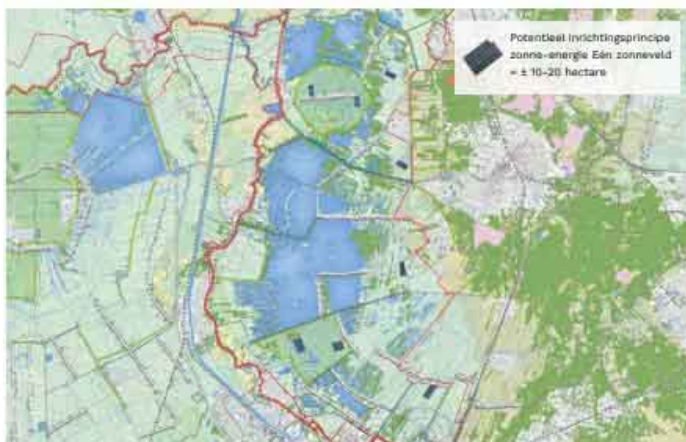 Potentieel inrichtingsprincipe
zonne-energie Eén zonneveld
= ± 10-20 hectare